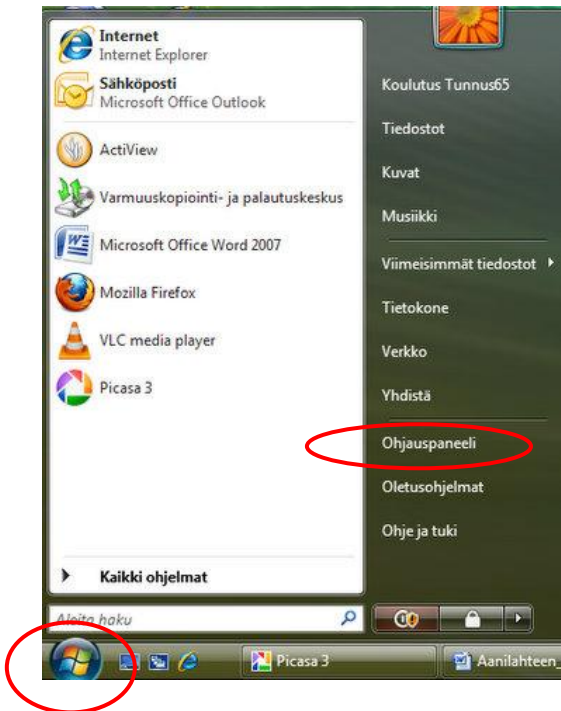 Internet
Internet Explorer
Sähköposti
Microsoft Office Outlook
ActiView
Varmuuskopiointi- ja palautuskeskus
Microsoft Office Word 2007
Mozilla Firefox
VLC media player
Picasa 3
Kaikki ohjelmat
Aloita haku
Koulutus Tunnus65
Tiedostot
Kuvat
Musiikki
Viimeisimmät tiedostot
Tietokone
Verkko
Yhdistä
Ohjauspaneeli
Oletusohjelmat
Ohje ja tuki
Picasa 3
Aanilahteen_